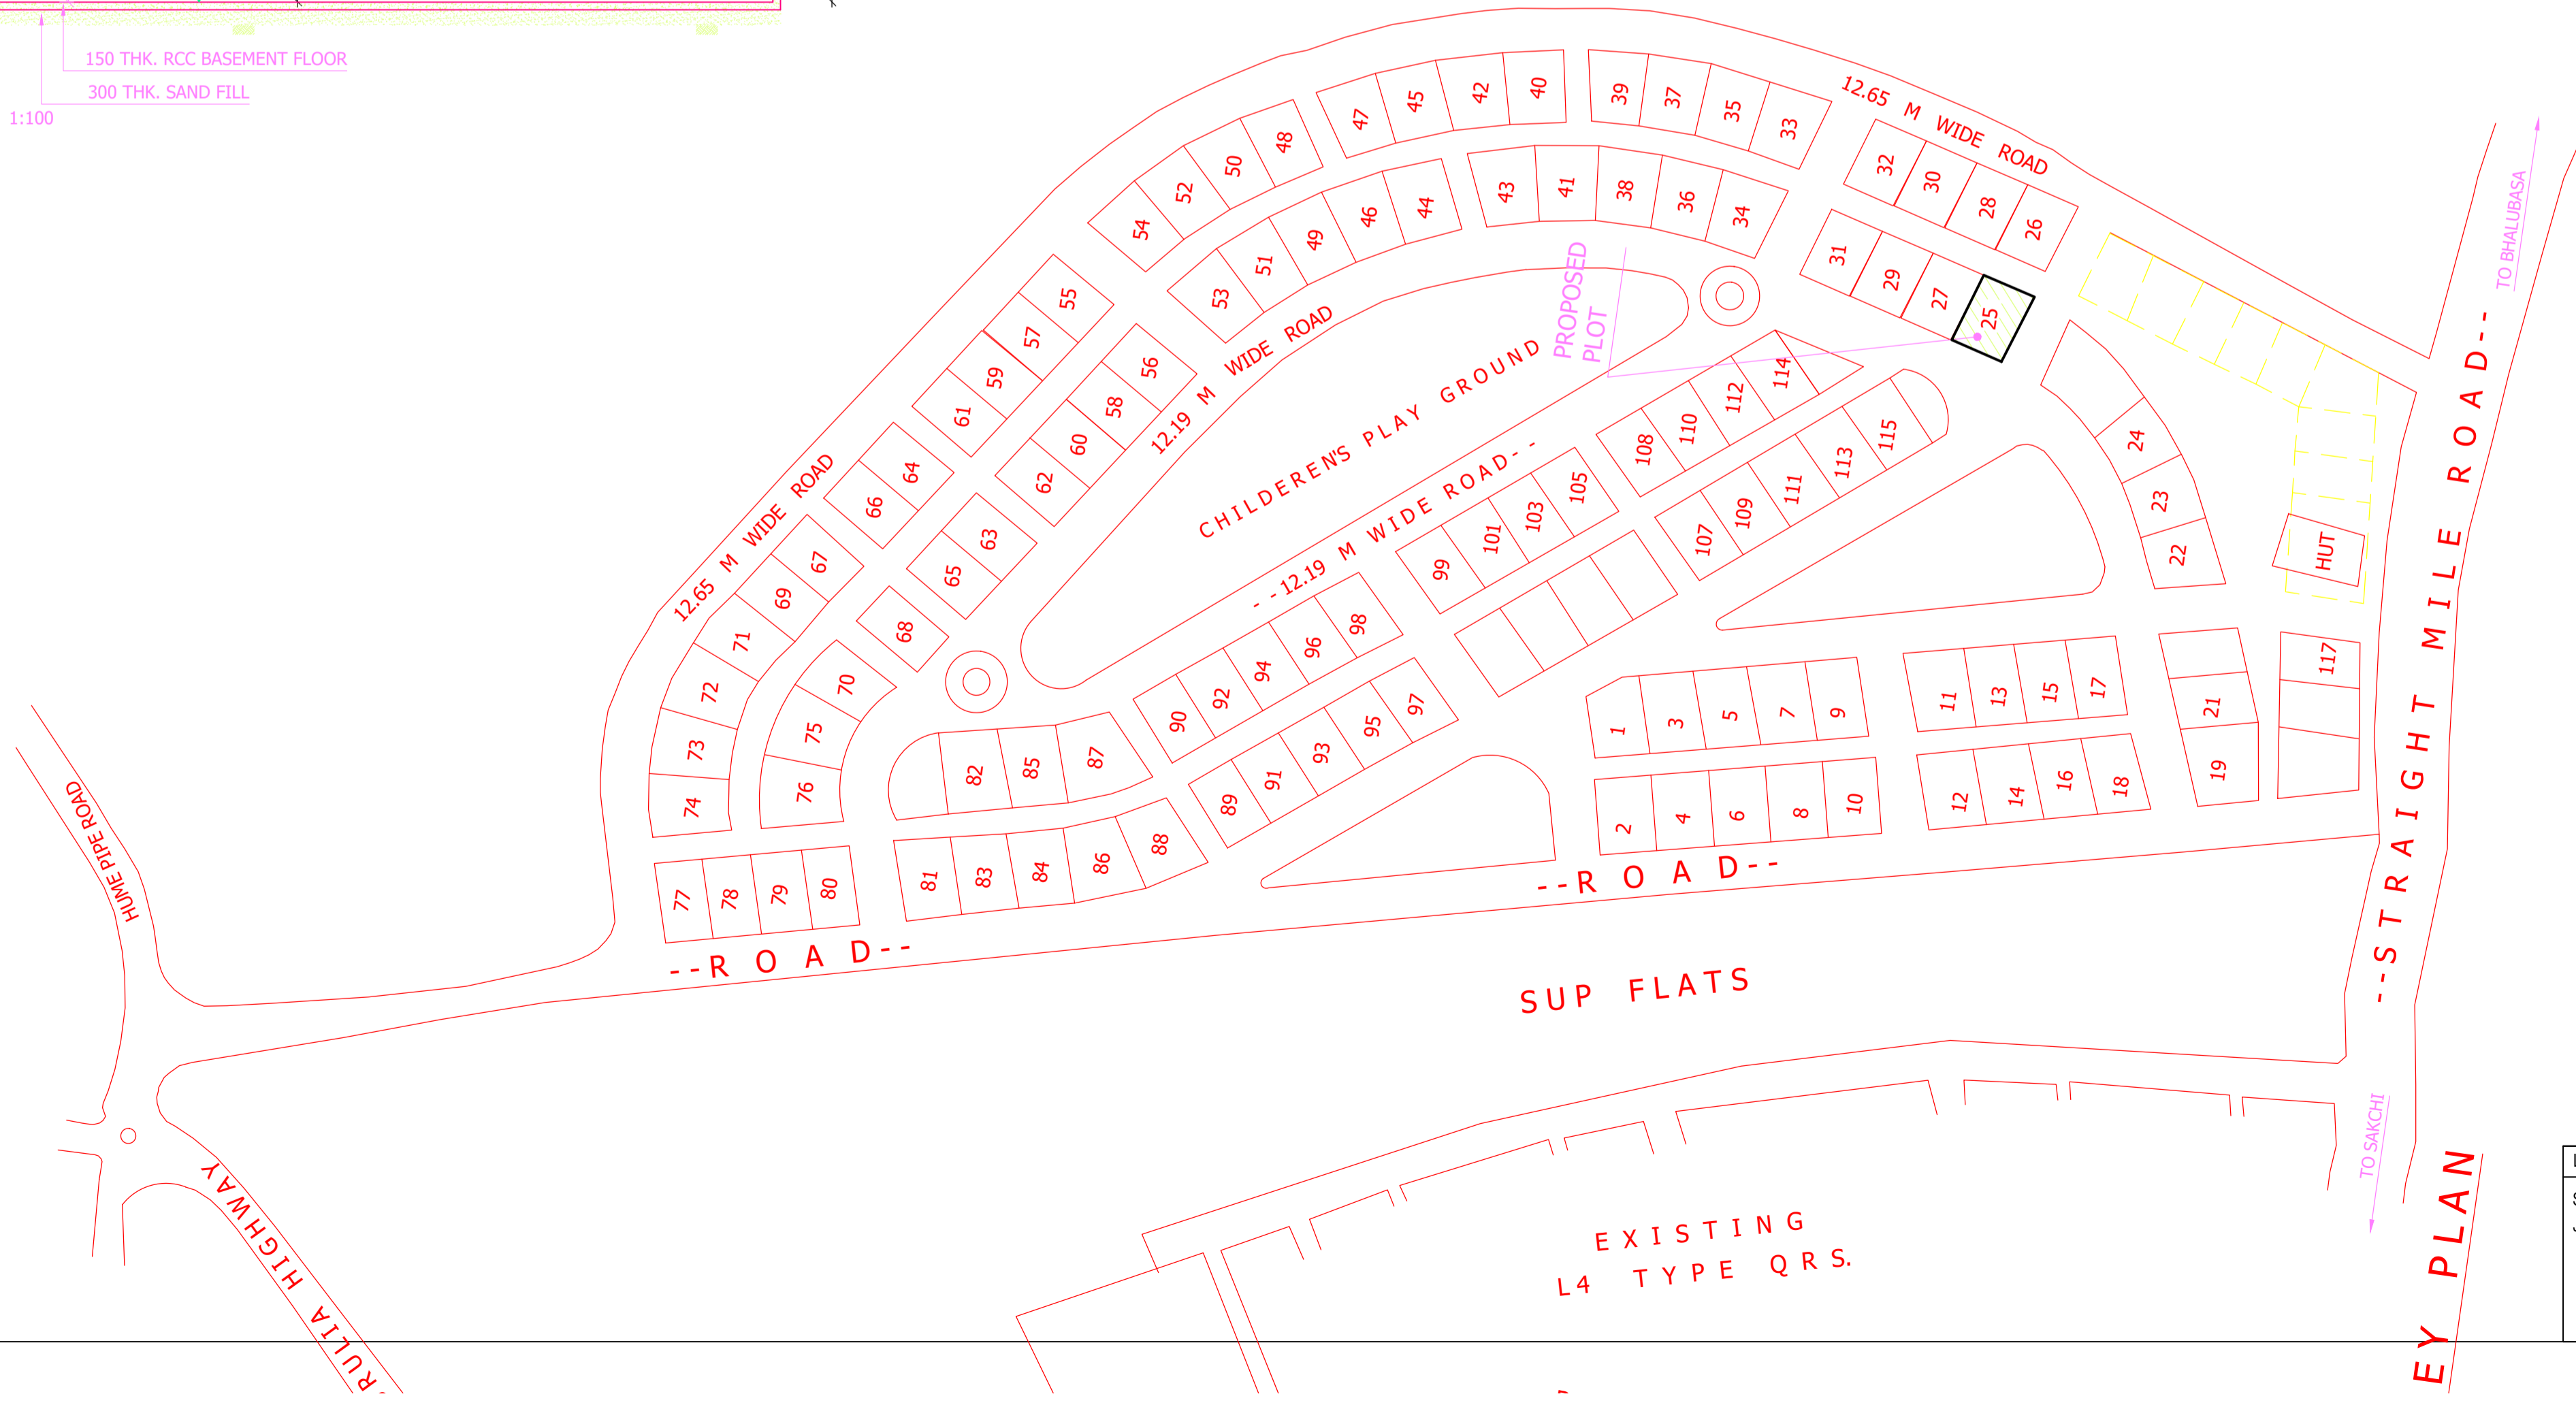 150 THK. RCC BASEMENT FLOOR
300 THK. SAND FILL
1:100
12.65 M WIDE ROAD
TO BHALUBASA
47 45 42 40
39 37 35 33
54 52 50 48
32 30 28 26
53 51 49 46 44
43 41 38 36 34
31 29 27 25
PROPOSED
PLOT
61 59 57 55
62 60 58 56
12.19 M WIDE ROAD
CHILDEREN'S PLAY GROUND
108 110 112 114
107 109 111 113 115
24
23
22
HUT
12.65 M WIDE ROAD
66 64
65 63
--12.19 M WIDE ROAD--
99 101 103 105
71 69 67
68
72
73
74
70
75
76
90 92 94 96 98
89 91 93 95 97
82 85 87
81 83 84 86 88
77 78 79 80
1 3 5 7 9
2 4 6 8 10
11 13 15 17
12 14 16 18
21
19
117
--STRAIGHT MILE ROAD--
HUME PIPE ROAD
--ROAD--
--ROAD--
SUP FLATS
TO SAKCHI
RULIA HIGHWAY
EXISTING
L4 TYPE QRS.
EY PLAN